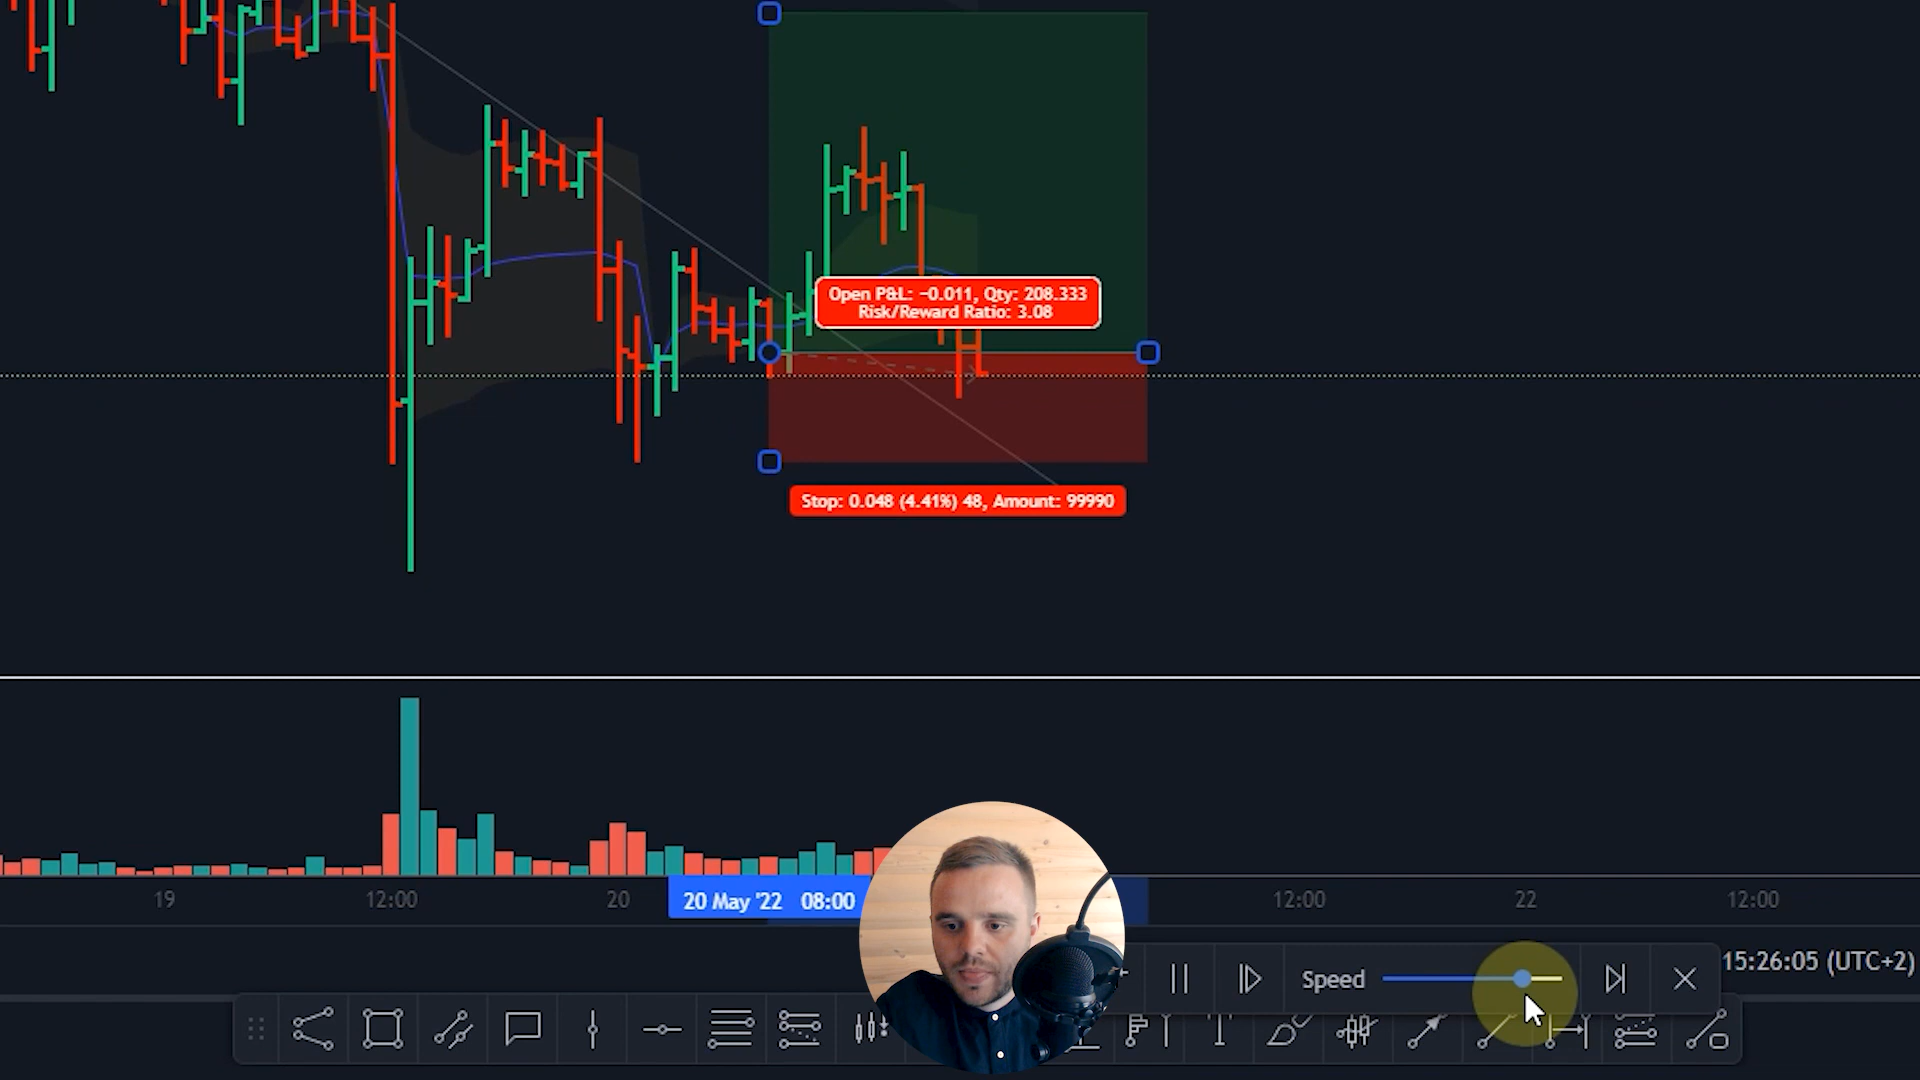 Open P&L: −0.011, Qty: 208.333
Risk/Reward Ratio: 3.08
Stop: 0.048 (4.41%) 48, Amount: 99990
19
12:00
20
20 May '22 08:00
12:00
22
12:00
Speed
15:26:05 (UTC+2)